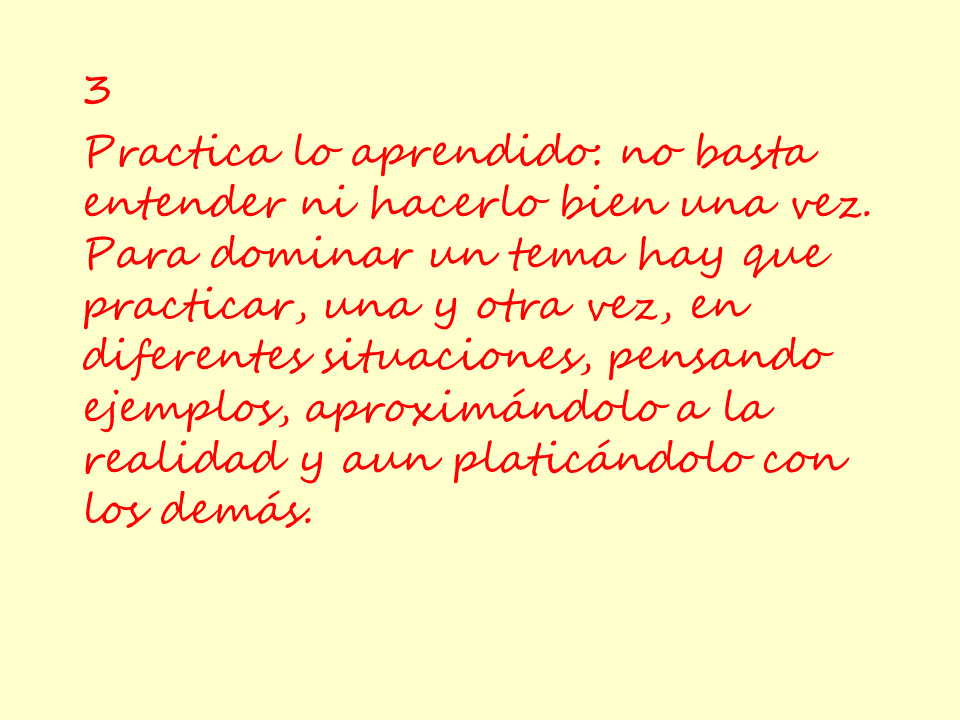 3
Practica lo aprendido: no basta
entender ni hacerlo bien una vez.
Para dominar un tema hay que
practicar, una y otra vez, en
diferentes situaciones, pensando
ejemplos, aproximándolo a la
realidad y aun platicándolo con
los demás.